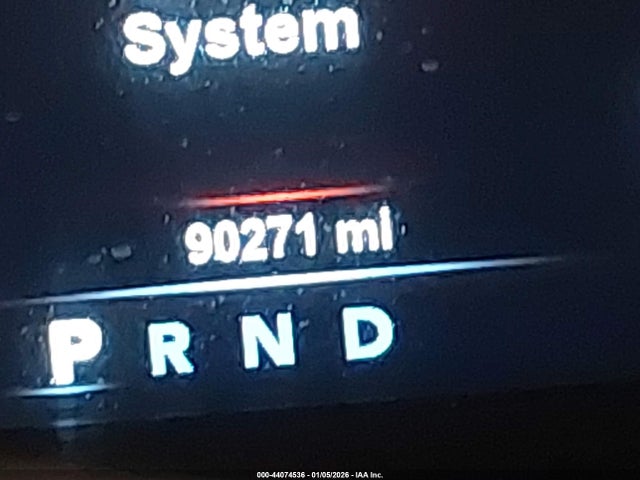 System
90271 mi
P R N D
000-44074536 - 01/05/2026 - IAA Inc.